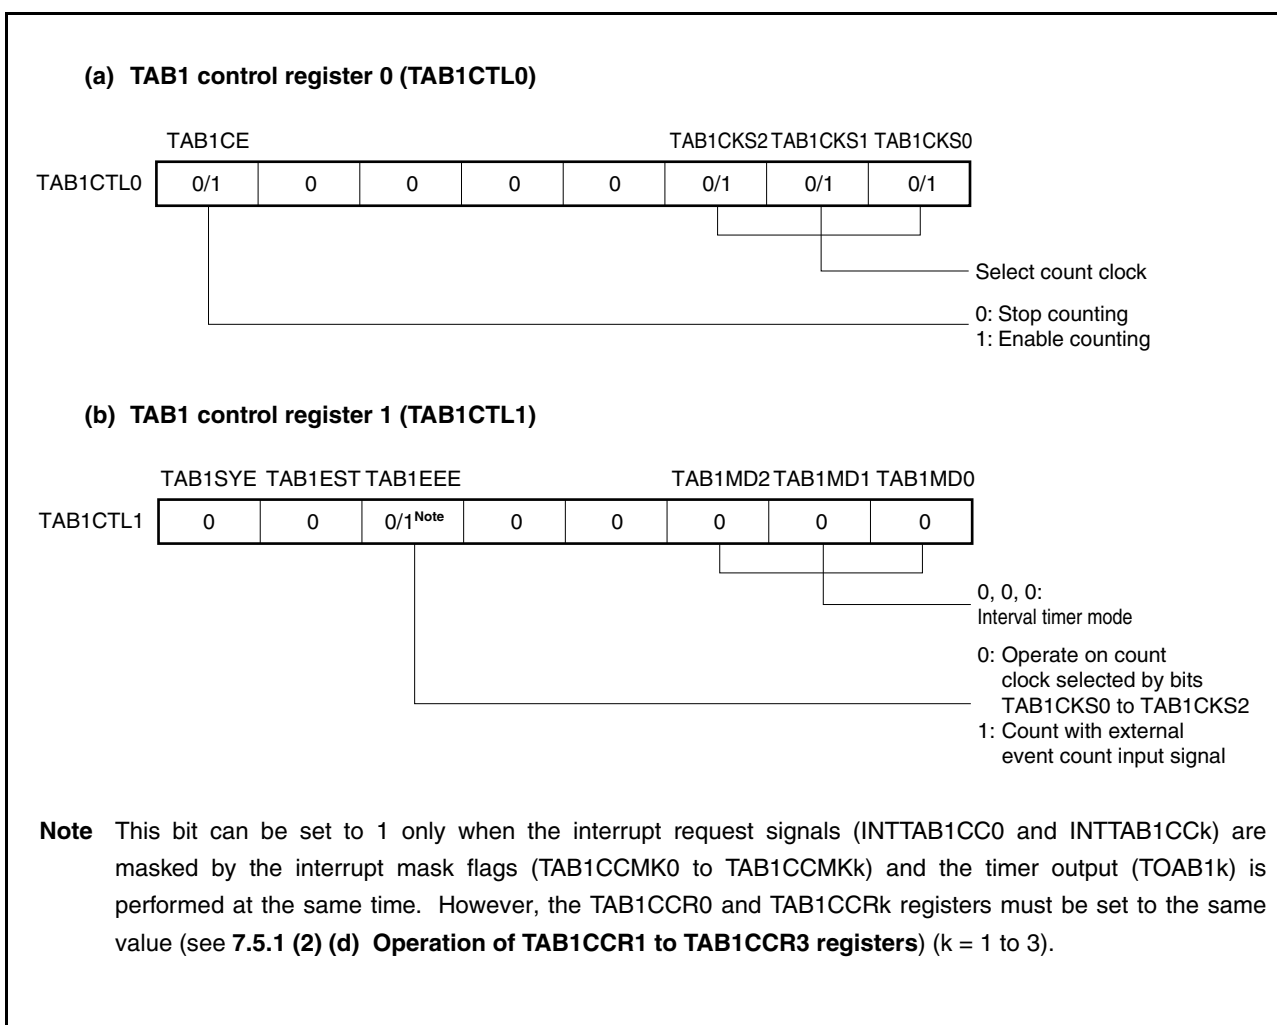 (a) TAB1 control register 0 (TAB1CTL0)
TAB1CE TAB1CKS2 TAB1CKS1 TAB1CKS0
TAB1CTL0 0/1 0 0 0 0 0/1 0/1 0/1
Select count clock
0: Stop counting
1: Enable counting
(b) TAB1 control register 1 (TAB1CTL1)
TAB1SYE TAB1EST TAB1EEE TAB1MD2 TAB1MD1 TAB1MD0
TAB1CTL1 0 0 0/1Note 0 0 0 0 0
0, 0, 0:
Interval timer mode
0: Operate on count
clock selected by bits
TAB1CKS0 to TAB1CKS2
1: Count with external
event count input signal
Note This bit can be set to 1 only when the interrupt request signals (INTTAB1CC0 and INTTAB1CCk) are
masked by the interrupt mask flags (TAB1CCMK0 to TAB1CCMKk) and the timer output (TOAB1k) is
performed at the same time. However, the TAB1CCR0 and TAB1CCRk registers must be set to the same
value (see 7.5.1 (2) (d) Operation of TAB1CCR1 to TAB1CCR3 registers) (k = 1 to 3).